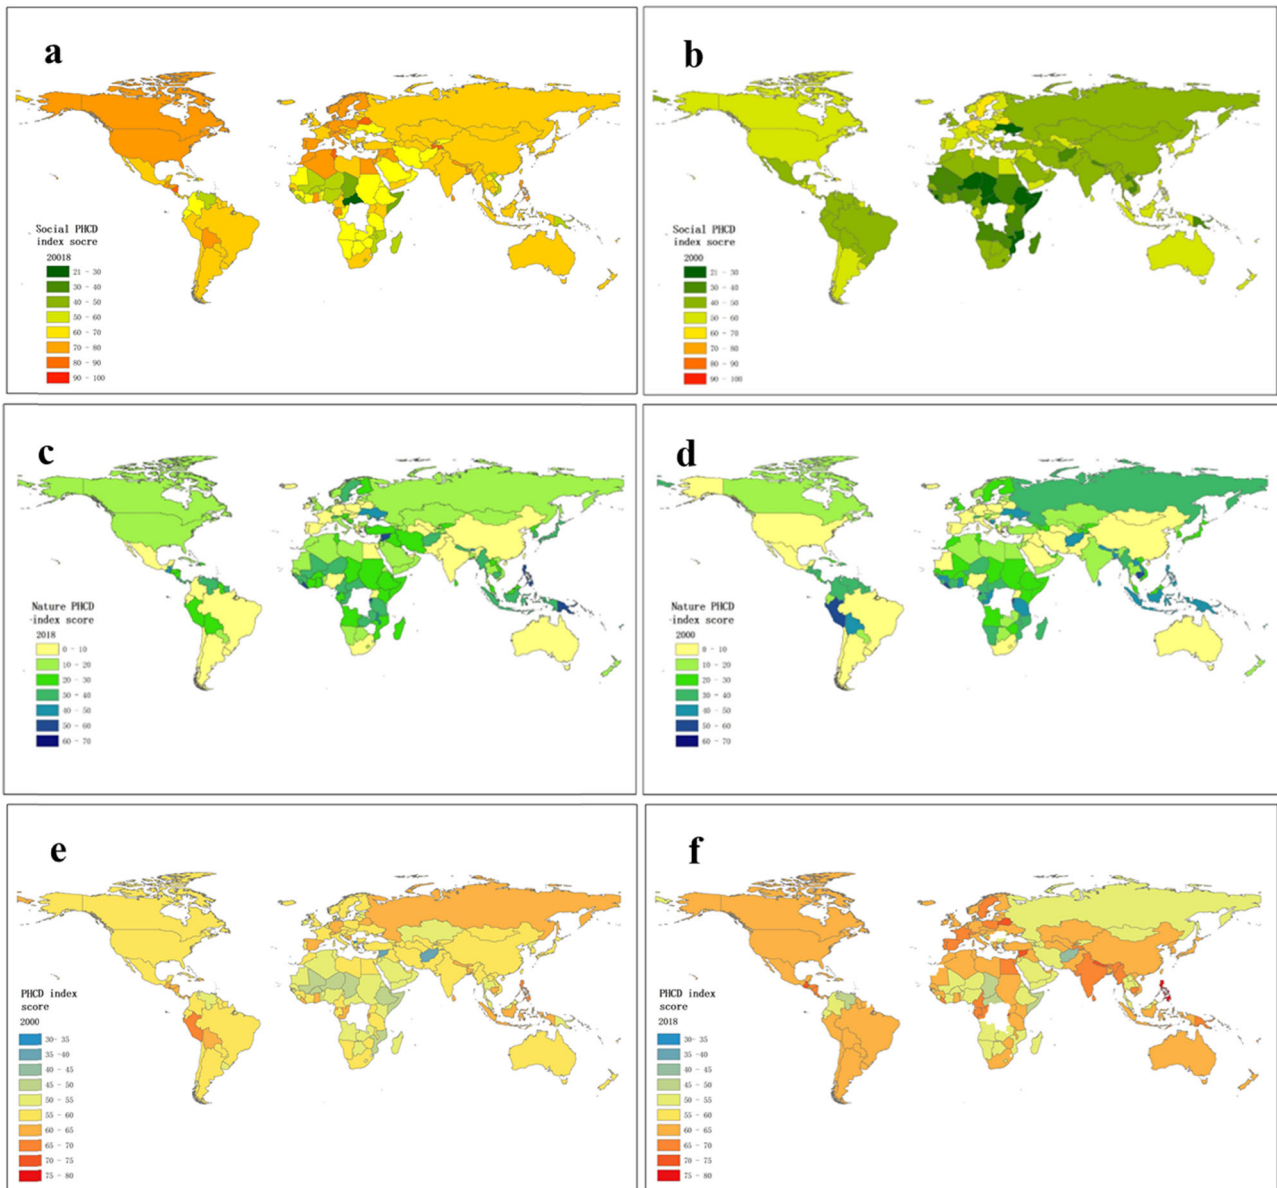 a
Social PHCD
index socre
20018
21 - 30
30 - 40
40 - 50
50 - 60
60 - 70
70 - 80
80 - 90
90 - 100
b
Social PHCD
index socre
2000
21 - 30
30 - 40
40 - 50
50 - 60
60 - 70
70 - 80
80 - 90
90 - 100
c
Nature PHCD
index score
2018
0 - 10
10 - 20
20 - 30
30 - 40
40 - 50
50 - 60
60 - 70
d
Nature PHCD
index score
2000
0 - 10
10 - 20
20 - 30
30 - 40
40 - 50
50 - 60
60 - 70
e
PHCD index
score
2000
30- 35
35 -40
40 - 45
45 - 50
50 - 55
55 - 60
60 - 65
65 - 70
70 - 75
75 - 80
f
PHCD index
score
2018
30- 35
35 -40
40 - 45
45 - 50
50 - 55
55 - 60
60 - 65
65 - 70
70 - 75
75 - 80